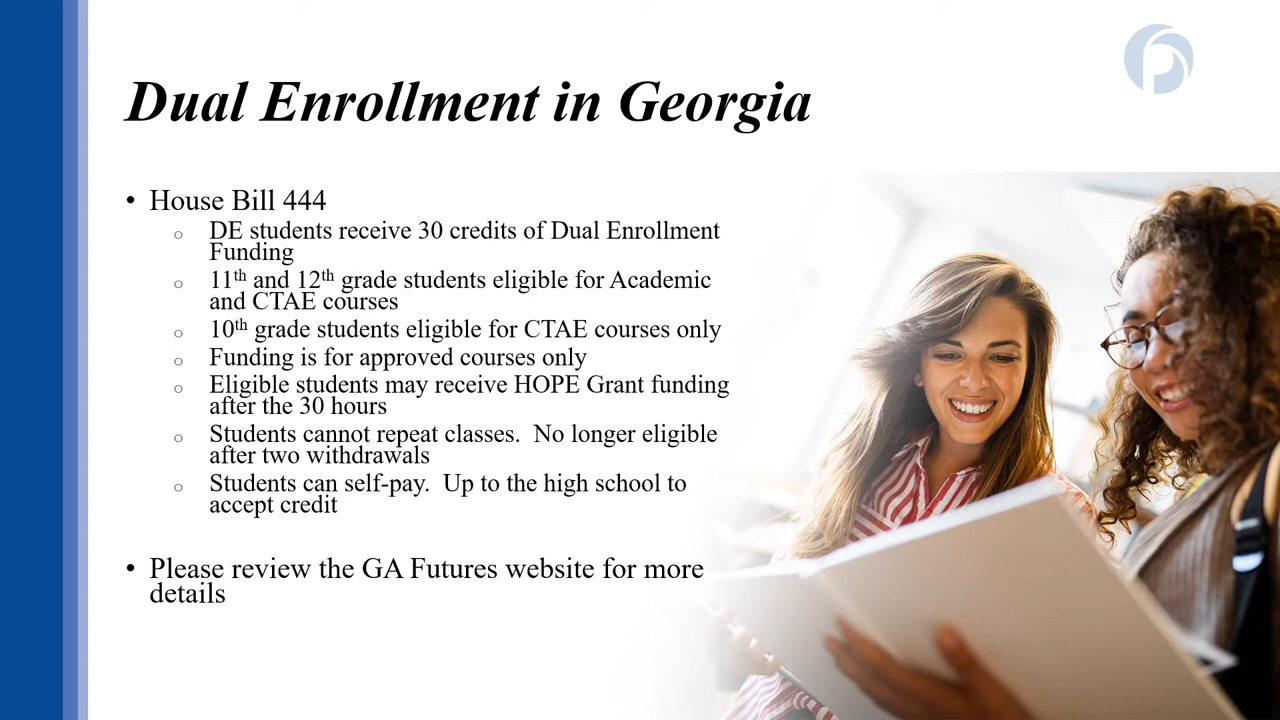 Dual Enrollment in Georgia
• House Bill 444
○ DE students receive 30 credits of Dual Enrollment
Funding
○ 11th and 12th grade students eligible for Academic
and CTAE courses
○ 10th grade students eligible for CTAE courses only
○ Funding is for approved courses only
○ Eligible students may receive HOPE Grant funding
after the 30 hours
○ Students cannot repeat classes.  No longer eligible
after two withdrawals
○ Students can self-pay.  Up to the high school to
accept credit
• Please review the GA Futures website for more
details